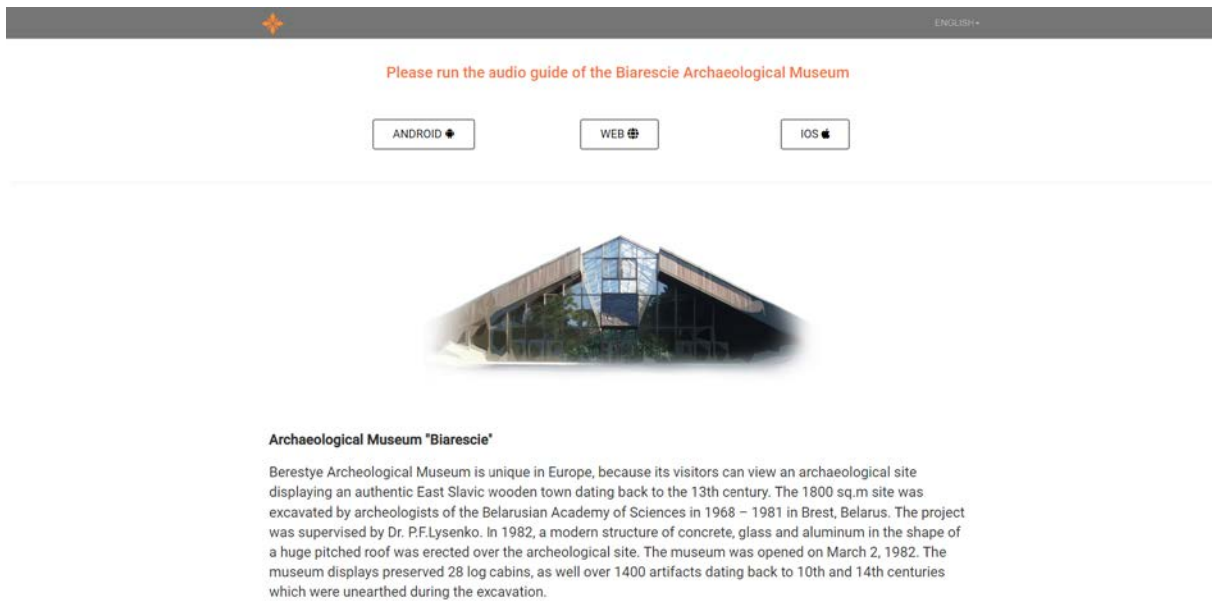 ENGLISH
Please run the audio guide of the Biarescie Archaeological Museum
ANDROID
WEB
IOS
Archaeological Museum "Biarescie"
Berestye Archeological Museum is unique in Europe, because its visitors can view an archaeological site
displaying an authentic East Slavic wooden town dating back to the 13th century. The 1800 sq.m site was
excavated by archeologists of the Belarusian Academy of Sciences in 1968 – 1981 in Brest, Belarus. The project
was supervised by Dr. P.F.Lysenko. In 1982, a modern structure of concrete, glass and aluminum in the shape of
a huge pitched roof was erected over the archeological site. The museum was opened on March 2, 1982. The
museum displays preserved 28 log cabins, as well over 1400 artifacts dating back to 10th and 14th centuries
which were unearthed during the excavation.